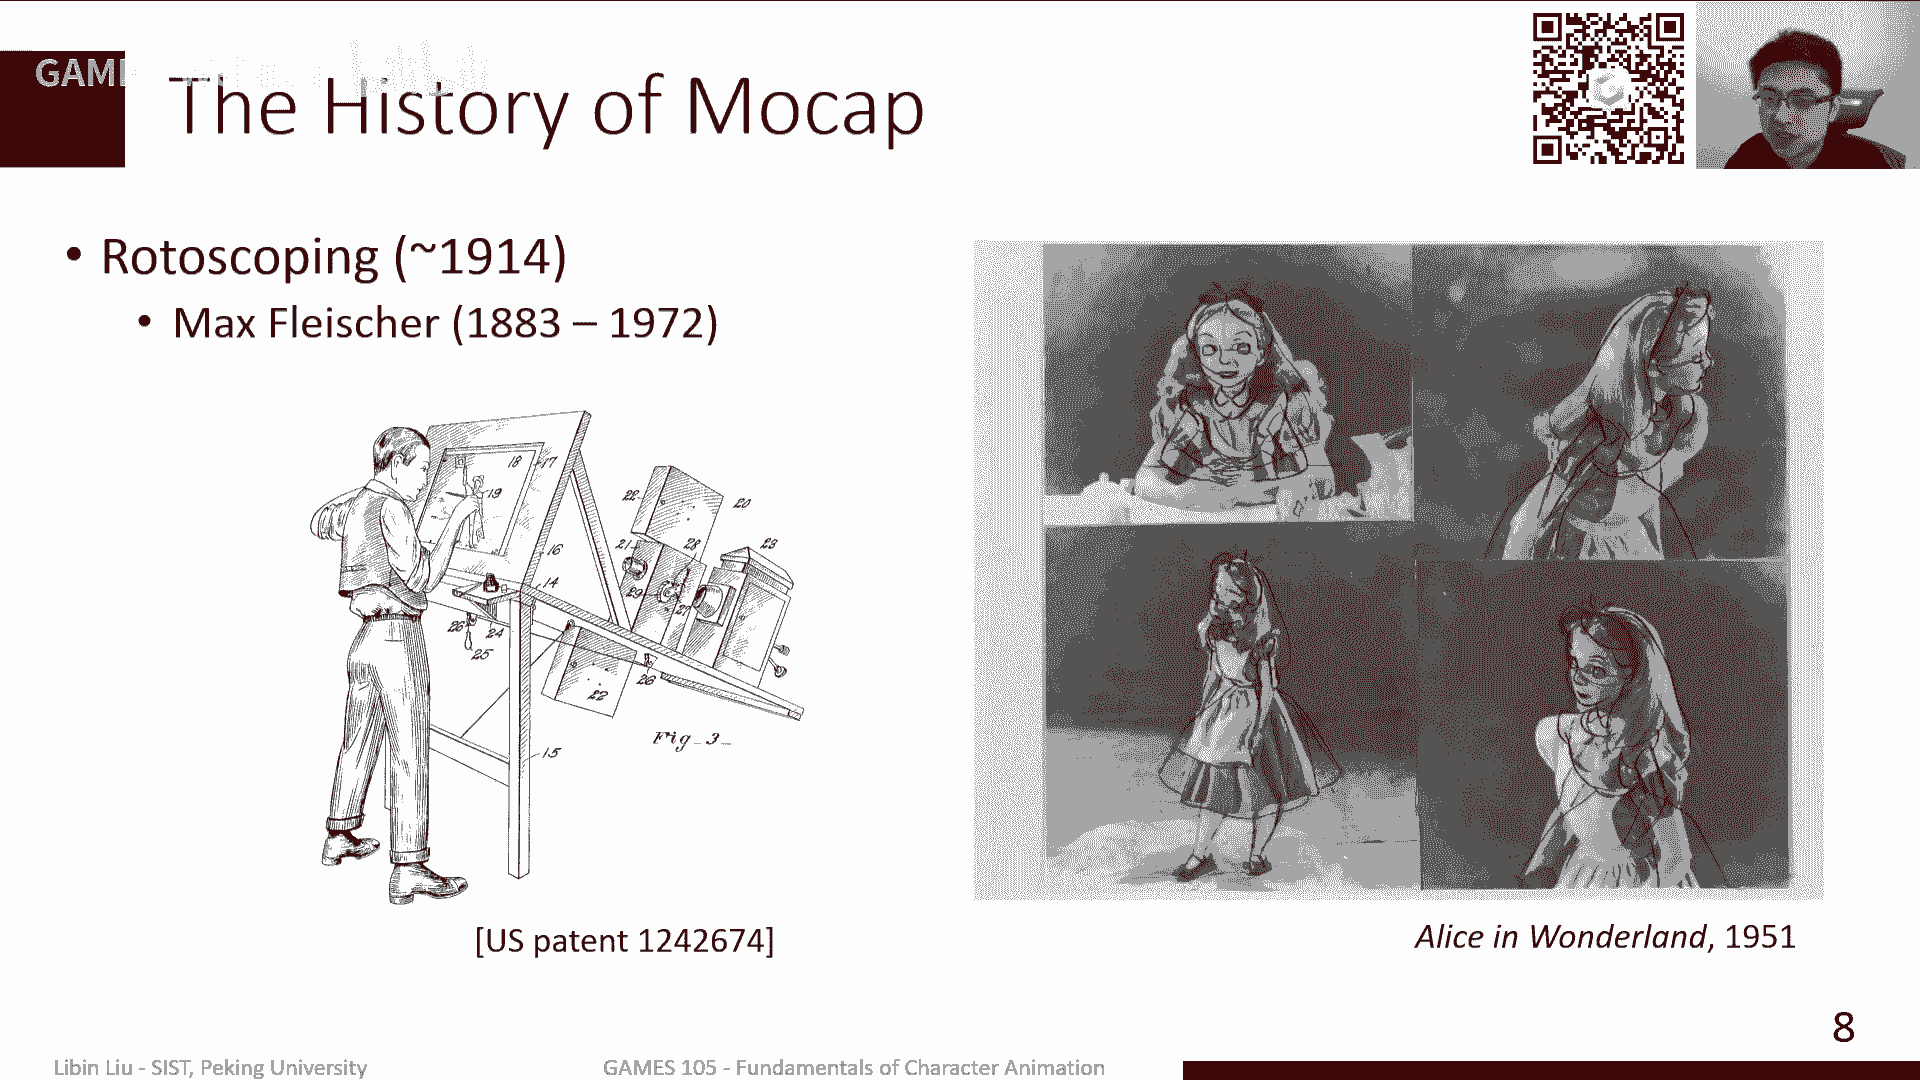 GAM
The History of Mocap
• Rotoscoping (~1914)
• Max Fleischer (1883 – 1972)
18
17
19
22
20
16
21
28
23
14
29
27
26
24
25
26
22
15
Fig_3_
[US patent 1242674]
Alice in Wonderland, 1951
8
Libin Liu - SIST, Peking University
GAMES 105 - Fundamentals of Character Animation